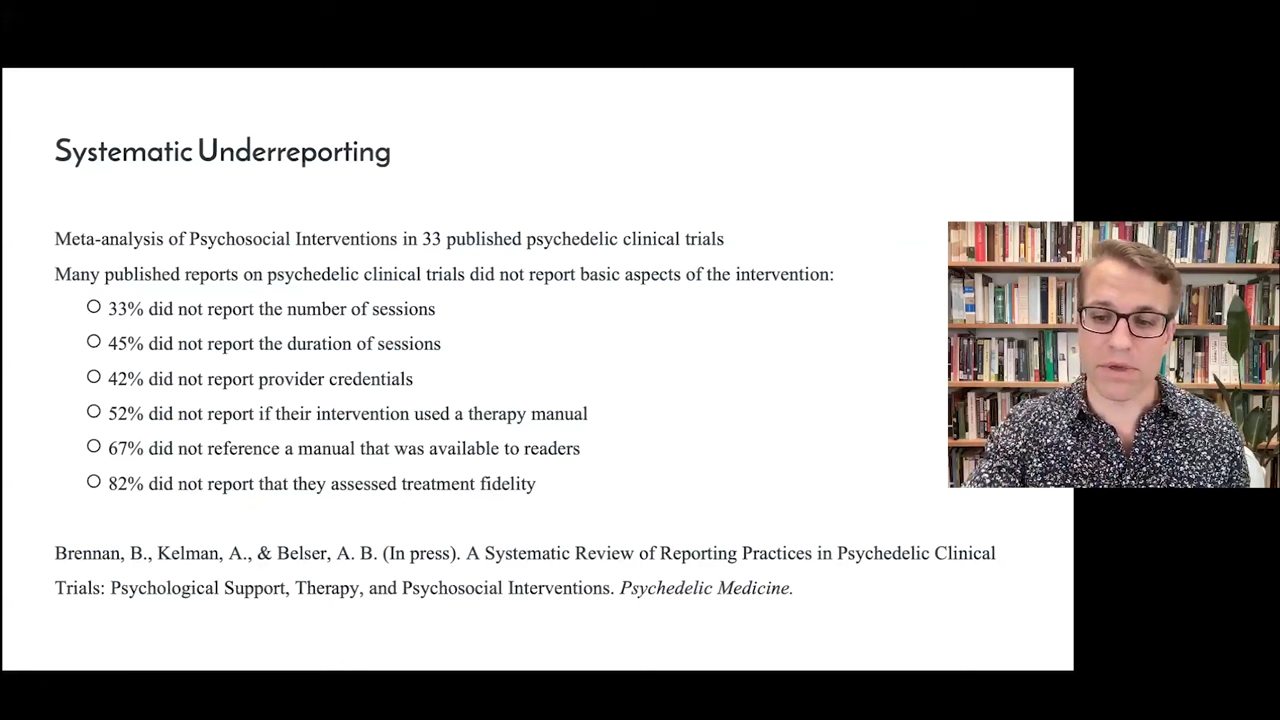 Systematic Underreporting
Meta-analysis of Psychosocial Interventions in 33 published psychedelic clinical trials
Many published reports on psychedelic clinical trials did not report basic aspects of the intervention:
33% did not report the number of sessions
45% did not report the duration of sessions
42% did not report provider credentials
52% did not report if their intervention used a therapy manual
67% did not reference a manual that was available to readers
82% did not report that they assessed treatment fidelity
Brennan, B., Kelman, A., & Belser, A. B. (In press). A Systematic Review of Reporting Practices in Psychedelic Clinical
Trials: Psychological Support, Therapy, and Psychosocial Interventions. Psychedelic Medicine.